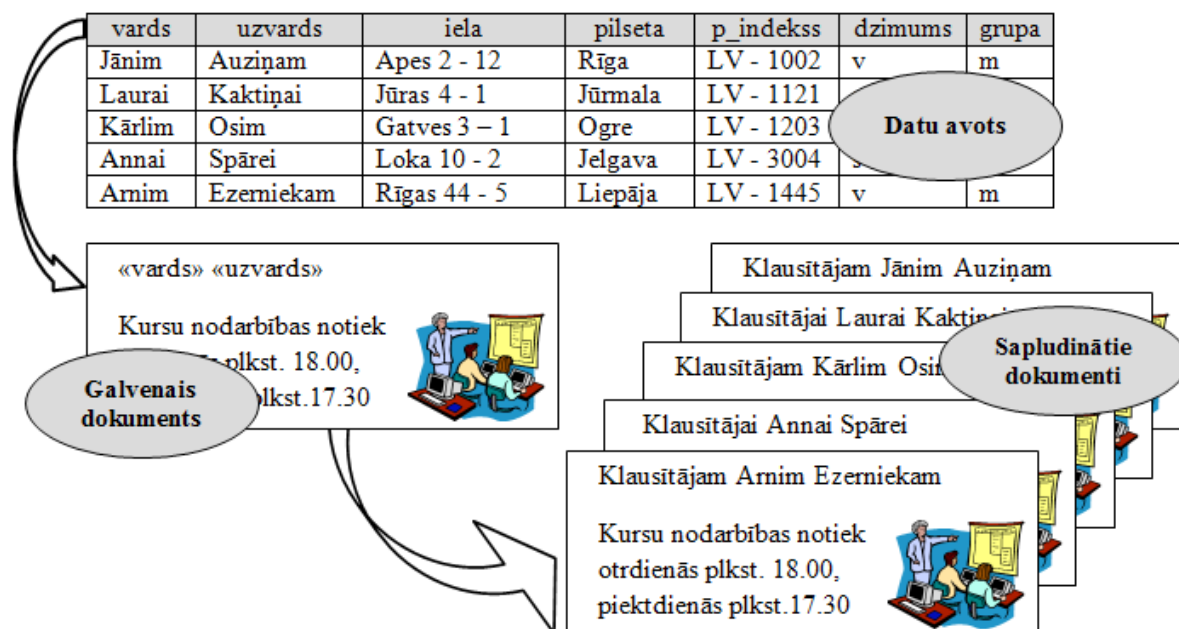 vards uzvards iela pilseta p_indekss dzimums grupa
Jānim Auziņam Apes 2 - 12 Rīga LV - 1002 v m
Laurai Kaktiņai Jūras 4 - 1 Jūrmala LV - 1121
Kārlim Osim Gatves 3 – 1 Ogre LV - 1203
Annai Spārei Loka 10 - 2 Jelgava LV - 3004
Arnim Ezerniekam Rīgas 44 - 5 Liepāja LV - 1445 v m
Datu avots
«vards» «uzvards»
Kursu nodarbības notiek
plkst. 18.00,
plkst.17.30
Galvenais
dokuments
Klausītājam Jānim Auziņam
Klausītājai Laurai
Klausītājam Kārlim
Klausītājai Annai Spārei
Klausītājam Arnim Ezerniekam
Kursu nodarbības notiek
otrdienās plkst. 18.00,
piektdienās plkst.17.30
Sapludinātie
dokumenti